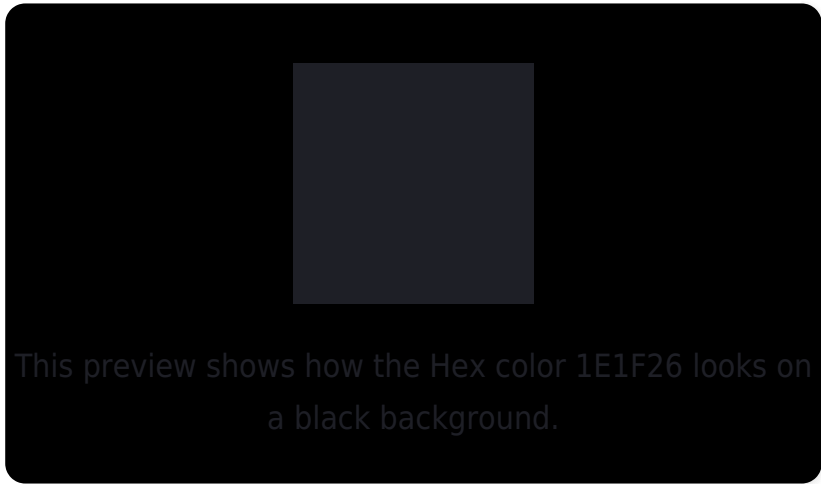 This preview shows how the Hex color 1E1F26 looks on
a black background.